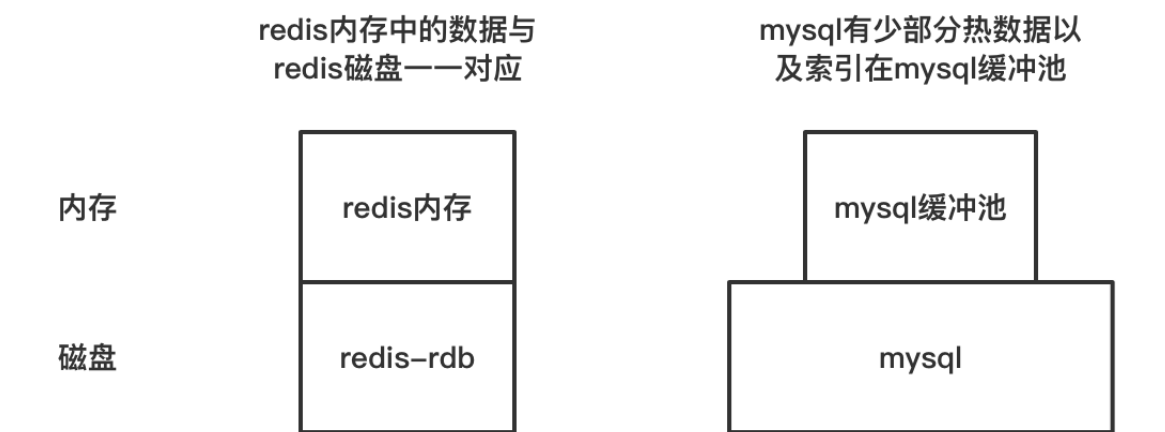 redis内存中的数据与
redis磁盘一一对应
mysql有少部分热数据以
及索引在mysql缓冲池
内存
redis内存
mysql缓冲池
磁盘
redis-rdb
mysql